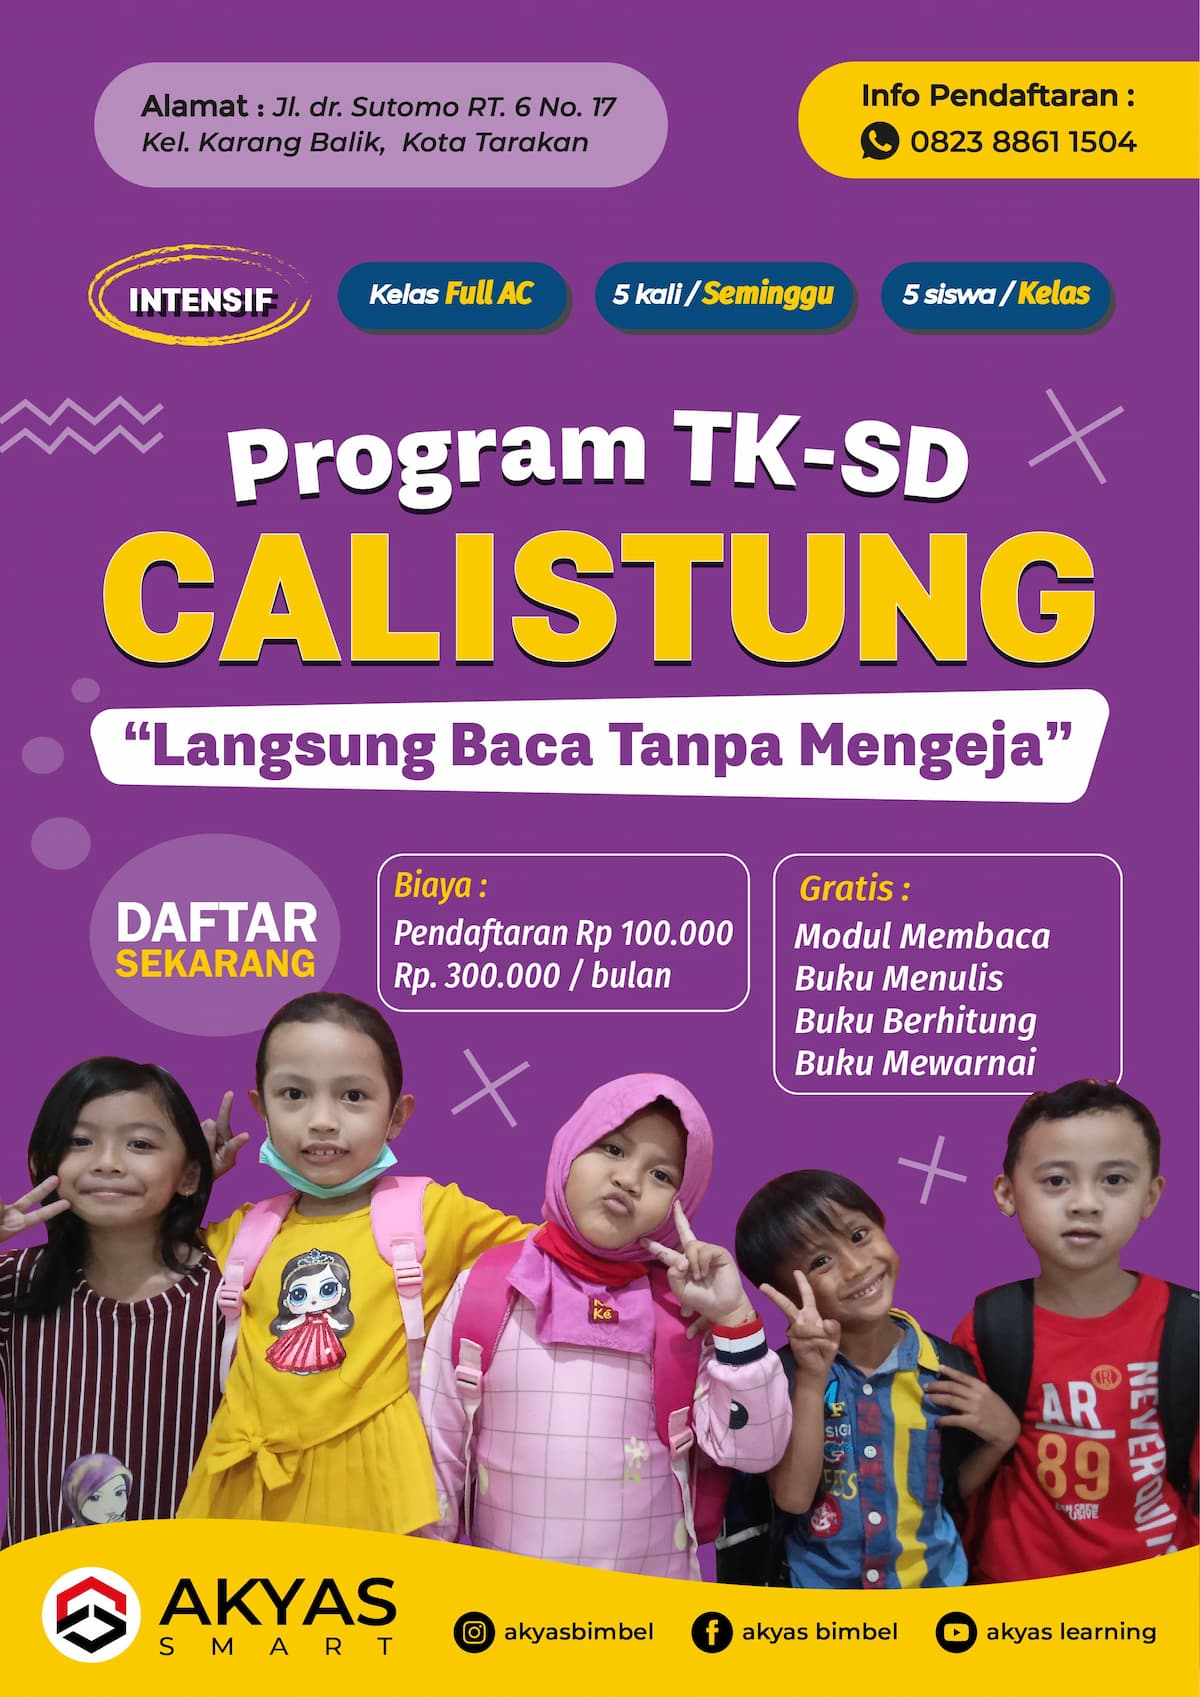 Alamat : Jl. dr. Sutomo RT. 6 No. 17
Kel. Karang Balik, Kota Tarakan
Info Pendaftaran :
0823 8861 1504
INTENSIF
Kelas Full AC
5 kali / Seminggu
5 siswa / Kelas
Program TK-SD
CALISTUNG
“Langsung Baca Tanpa Mengeja”
DAFTAR
SEKARANG
Biaya :
Pendaftaran Rp 100.000
Rp. 300.000 / bulan
Gratis :
Modul Membaca
Buku Menulis
Buku Berhitung
Buku Mewarnai
Ké
AR
89
NEVERQUIT
AKYAS
SMART
akyasbimbel
akyas bimbel
akyas learning